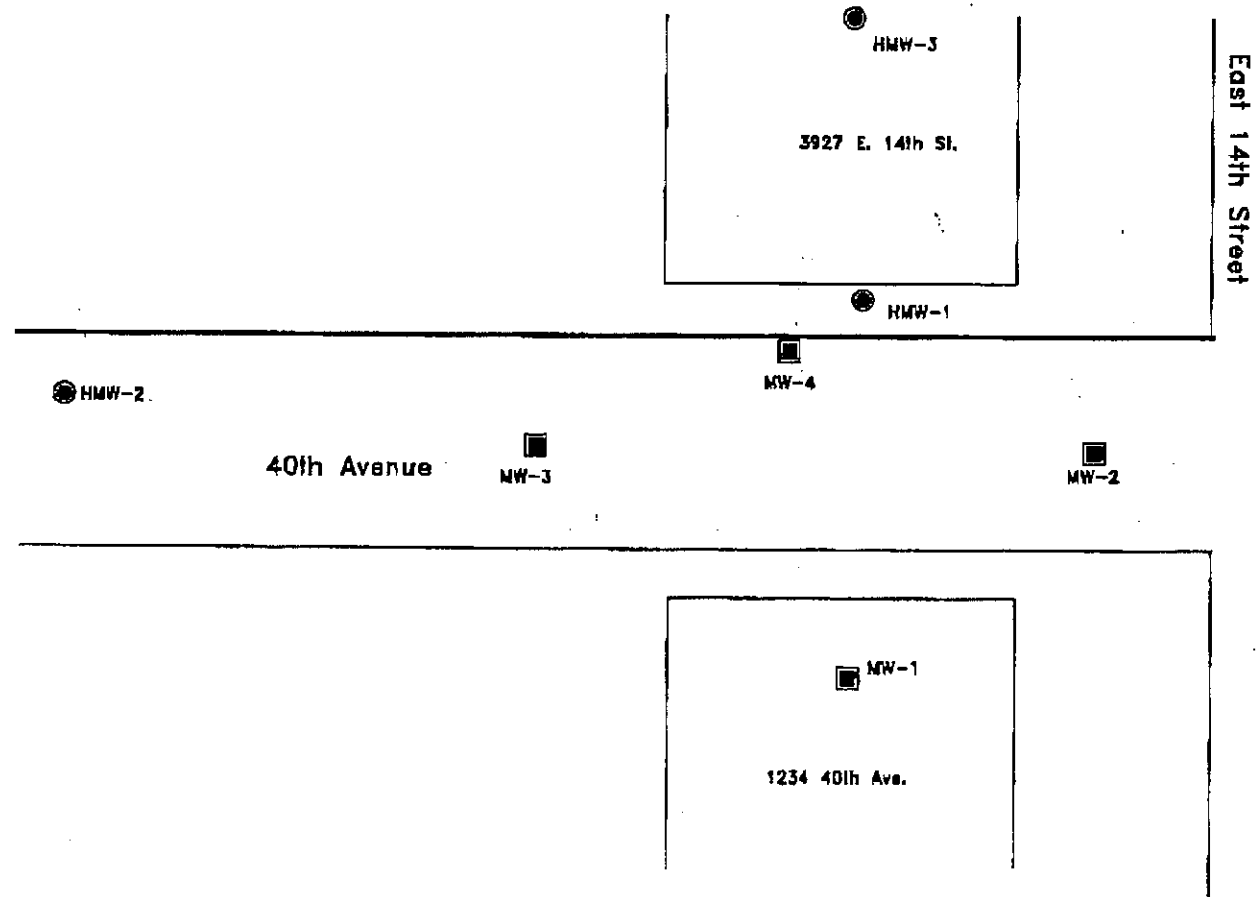 HMW-3
3927 E. 14th St.
East 14th Street
HMW-1
MW-4
HMW-2
40th Avenue
MW-3
MW-2
MW-1
1234 40th Ave.